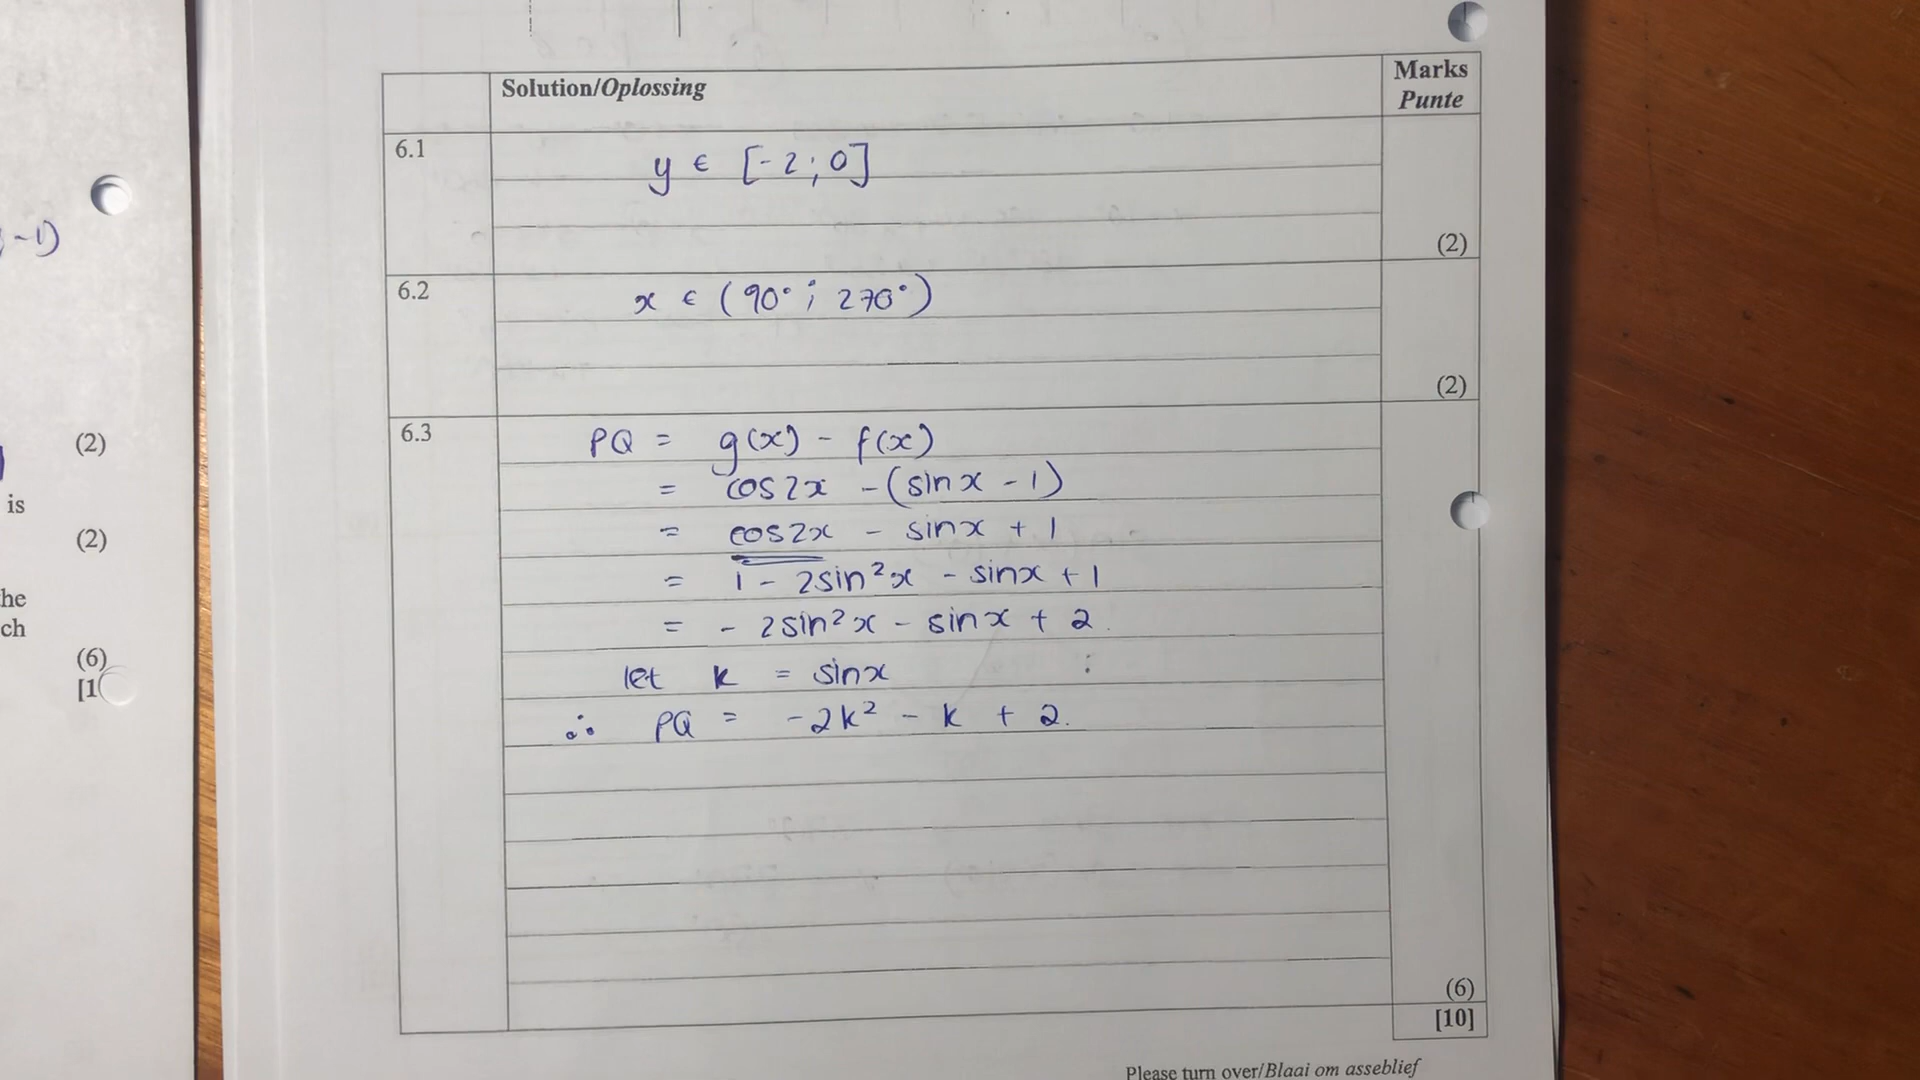 Solution/Oplossing
Marks
Punte
6.1
y ∈ [-2; 0]
(2)
6.2
x ∈ (90°; 270°)
(2)
6.3
PQ = g(x) - f(x)
= cos2x - (sinx - 1)
= cos2x - sinx + 1
= 1 - 2sin²x - sinx + 1
= - 2sin²x - sinx + 2.
let k = sinx
∴ PQ = -2k² - k + 2.
(6)
[10]
Please turn over/Blaai om asseblief
-1)
(2)
is
(2)
he
ch
(6)
[1